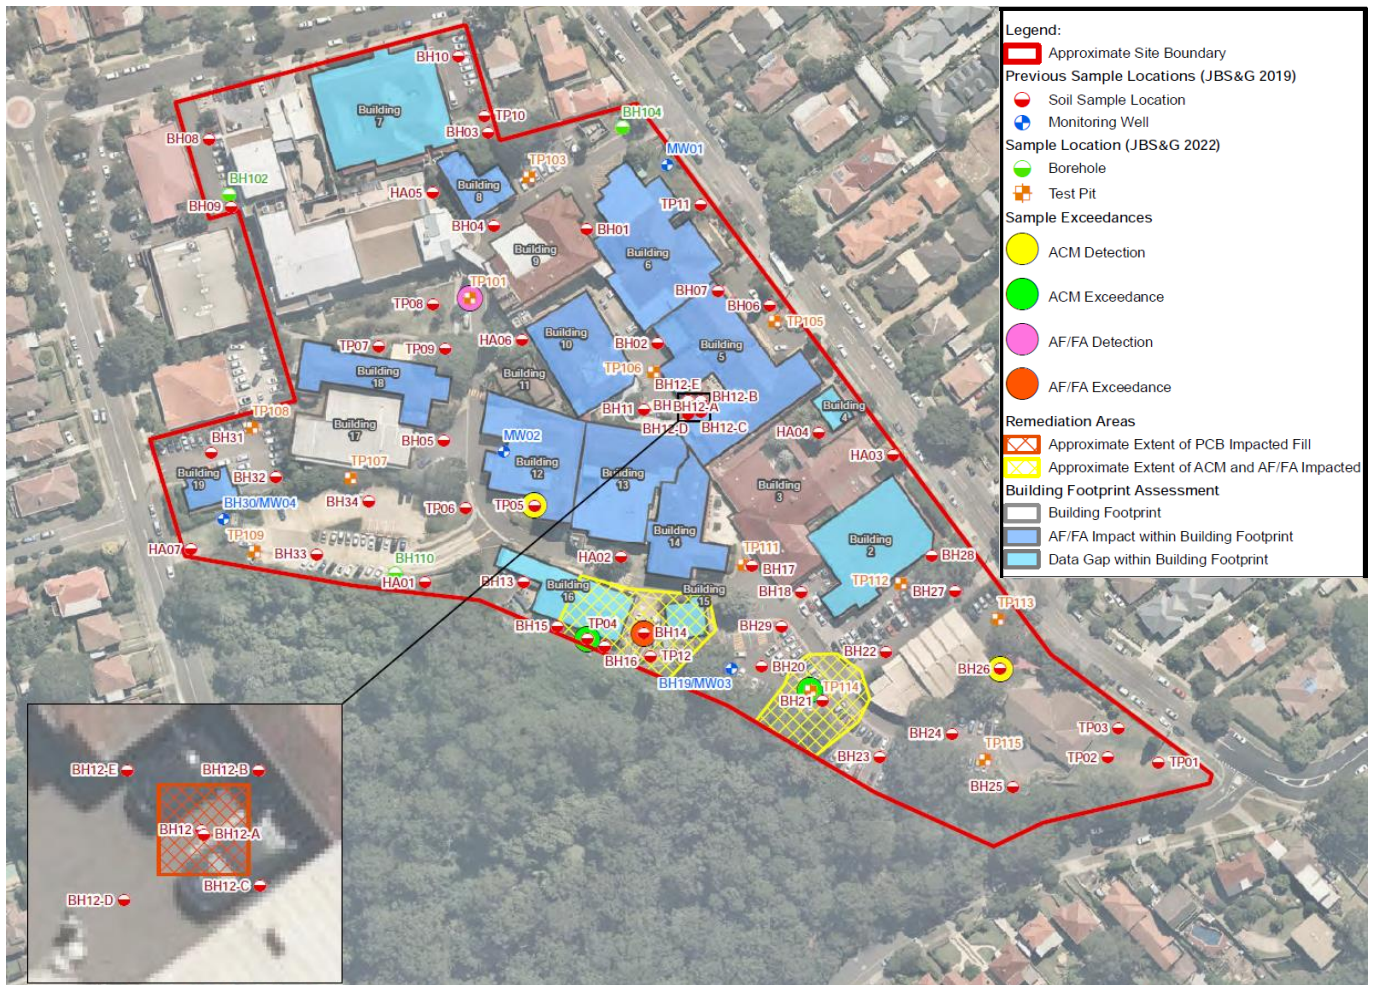 Legend:
Approximate Site Boundary
Previous Sample Locations (JBS&G 2019)
Soil Sample Location
Monitoring Well
Sample Location (JBS&G 2022)
Borehole
Test Pit
Sample Exceedances
ACM Detection
ACM Exceedance
AF/FA Detection
AF/FA Exceedance
Remediation Areas
Approximate Extent of PCB Impacted Fill
Approximate Extent of ACM and AF/FA Impacted
Building Footprint Assessment
Building Footprint
AF/FA Impact within Building Footprint
Data Gap within Building Footprint
BH10
Building
7
TP10
BH03
BH104
BH08
MW01
TP103
BH102
Building
8
HA05
BH09
TP11
BH04
BH01
Building
9
Building
6
TP101
TP08
BH07
BH06
TP105
Building
10
HA06
BH02
Building
5
TP07
TP09
Building
18
Building
11
TP106
BH12-E
BH12-B
BH11
BH
BH12-A
BH12-D
BH12-C
Building
4
TP108
Building
17
BH31
BH05
MW02
HA04
HA03
Building
12
Building
13
TP107
Building
19
BH32
Building
3
BH30/MW04
BH34
TP06
TP05
Building
14
Building
2
TP109
HA07
BH33
BH110
HA01
HA02
TP111
BH17
BH28
BH13
Building
16
Building
15
BH18
TP112
BH27
TP113
BH15
TP04
BH14
BH29
BH16
TP12
BH22
BH19/MW03
BH20
BH26
TP114
BH21
BH24
TP03
BH23
TP115
TP02
TP01
BH25
BH12-E
BH12-B
BH12
BH12-A
BH12-C
BH12-D